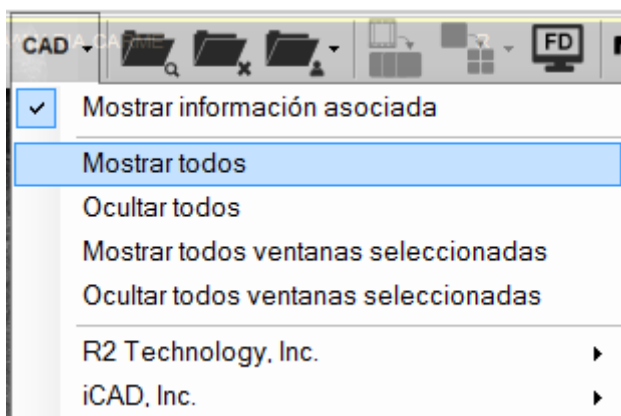 CAD
FD
Mostrar información asociada
Mostrar todos
Ocultar todos
Mostrar todos ventanas seleccionadas
Ocultar todos ventanas seleccionadas
R2 Technology, Inc.
iCAD, Inc.